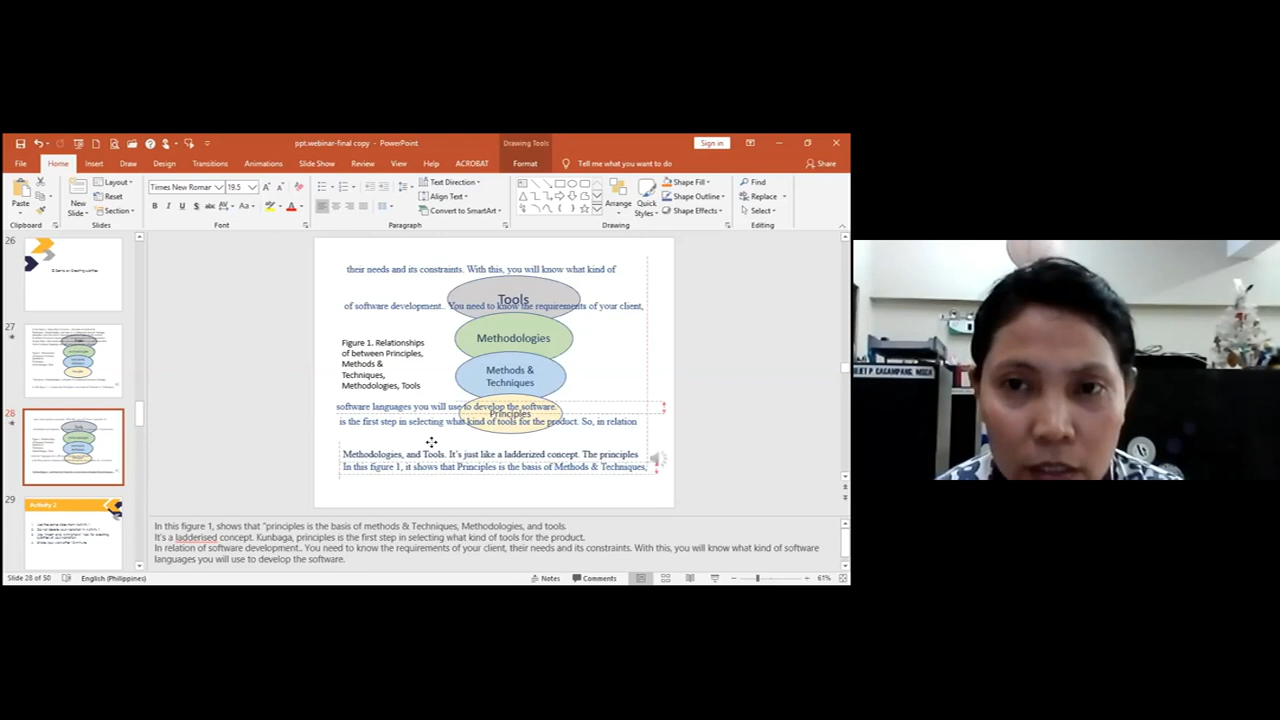 ppt.webinar-final copy - PowerPoint
Drawing Tools
Sign in
File
Home
Insert
Draw
Design
Transitions
Animations
Slide Show
Review
View
Help
ACROBAT
Format
Tell me what you want to do
Share
Paste
Clipboard
New
Slide
Layout
Reset
Section
Slides
Times New Romar
19.5
Font
Text Direction
Align Text
Convert to SmartArt
Paragraph
Arrange
Quick
Styles
Shape Fill
Shape Outline
Shape Effects
Drawing
Find
Replace
Select
Editing
26
27
28
29
Activity 2
their needs and its constraints. With this, you will know what kind of
Tools
of software development.. You need to know the requirements of your client,
Methodologies
Figure 1. Relationships
of between Principles,
Methods &
Techniques,
Methodologies, Tools
Methods &
Techniques
software languages you will use to develop the software.
Principles
is the first step in selecting what kind of tools for the product. So, in relation
Methodologies, and Tools. It's just like a ladderized concept. The principles
In this figure 1, it shows that Principles is the basis of Methods & Techniques,
In this figure 1, shows that "principles is the basis of methods & Techniques, Methodologies, and tools.
It's a ladderised concept. Kunbaga, principles is the first step in selecting what kind of tools for the product.
In relation of software development.. You need to know the requirements of your client, their needs and its constraints. With this, you will know what kind of software
languages you will use to develop the software.
Slide 28 of 50
English (Philippines)
Notes
Comments
61%